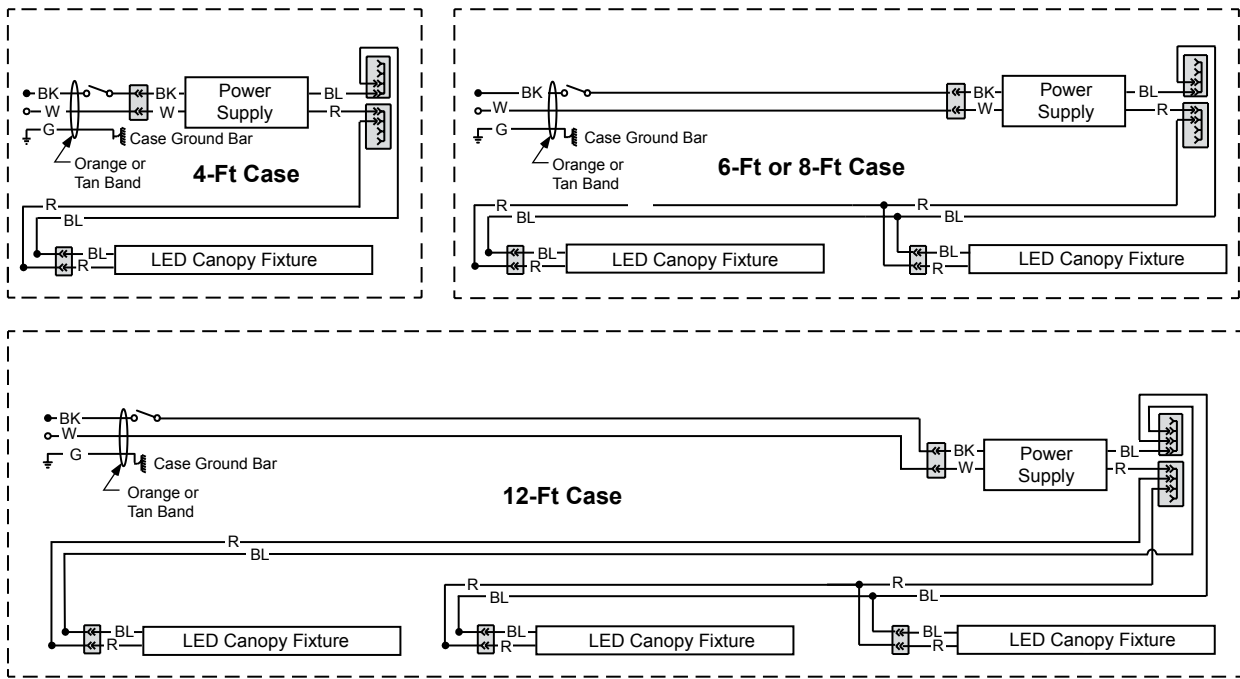 BK
BK
Power
Supply
BL
W
W
R
G
Case Ground Bar
Orange or
Tan Band
4-Ft Case
R
BL
BL
R
LED Canopy Fixture
BK
BK
Power
Supply
BL
W
W
R
G
Case Ground Bar
Orange or
Tan Band
6-Ft or 8-Ft Case
R
R
BL
BL
BL
R
LED Canopy Fixture
BL
R
LED Canopy Fixture
BK
W
G
Case Ground Bar
Orange or
Tan Band
BK
W
Power
Supply
BL
R
12-Ft Case
R
BL
R
R
BL
BL
BL
R
LED Canopy Fixture
BL
R
LED Canopy Fixture
BL
R
LED Canopy Fixture